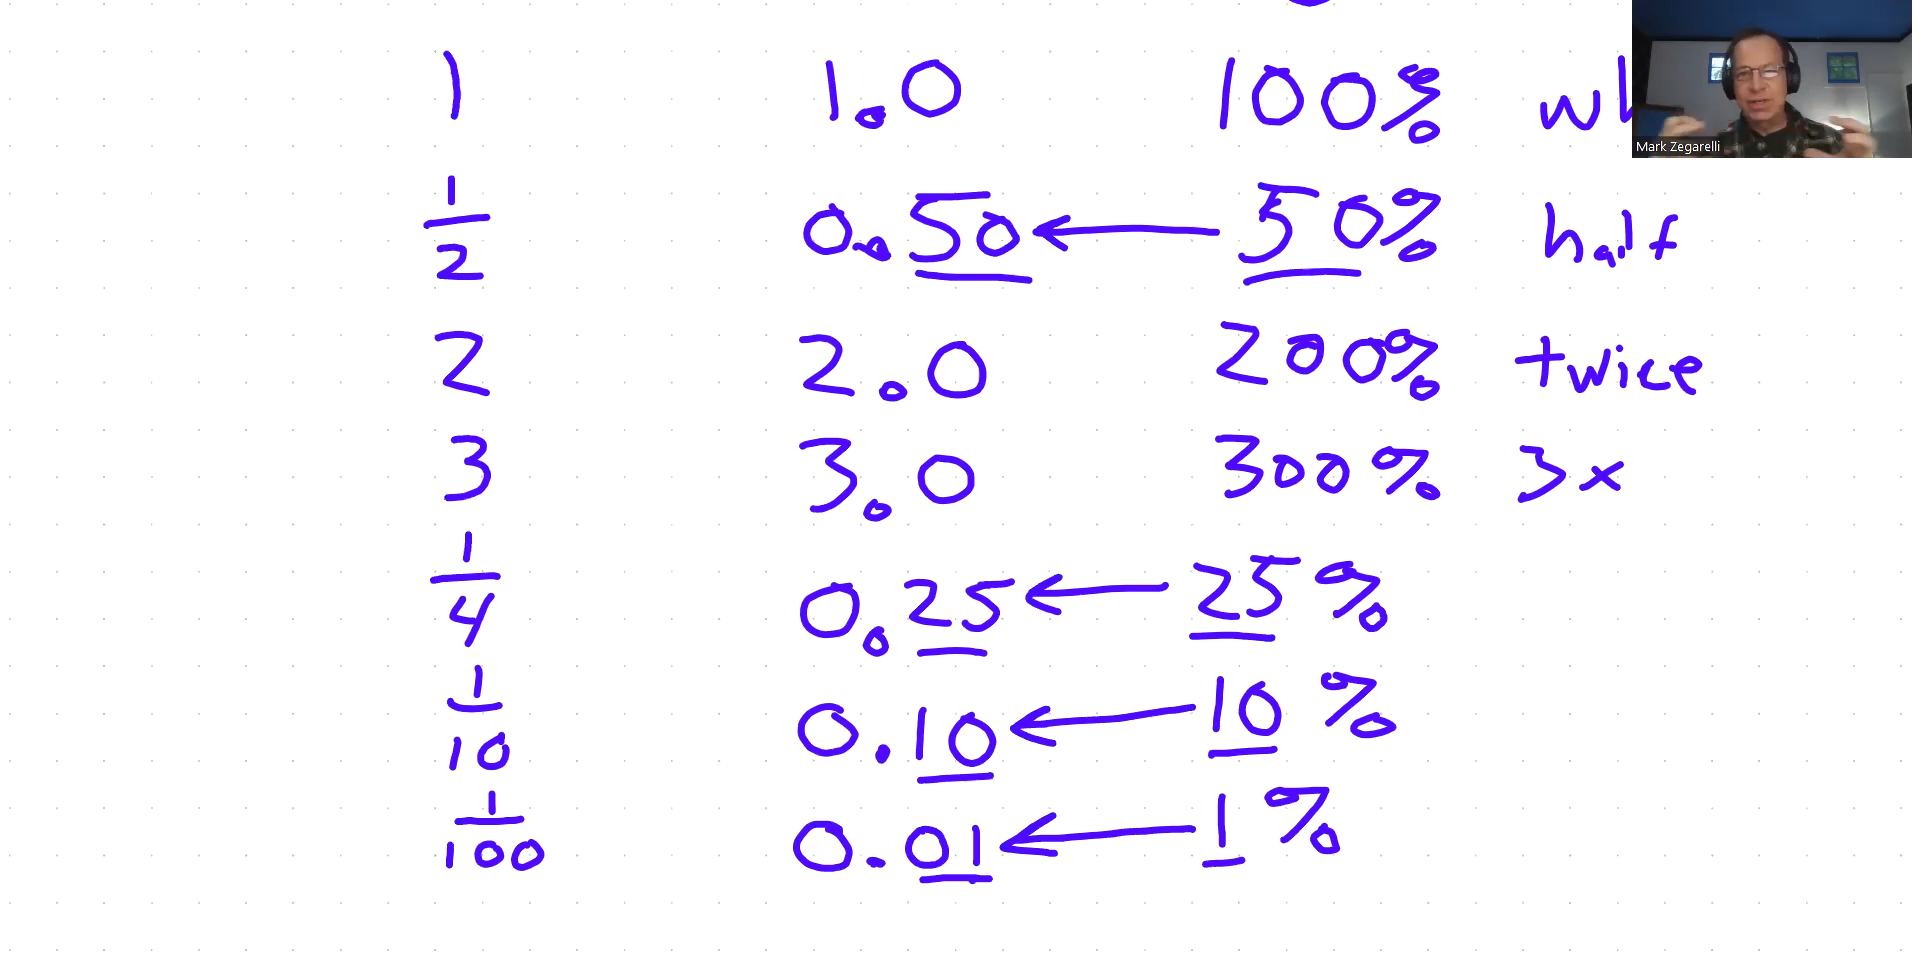 1 1.0 100%
Mark Zegarelli
1/2 0.50 50% half
2 2.0 200% twice
3 3.0 300% 3x
1/4 0.25 25%
1/10 0.10 10%
1/100 0.01 1%